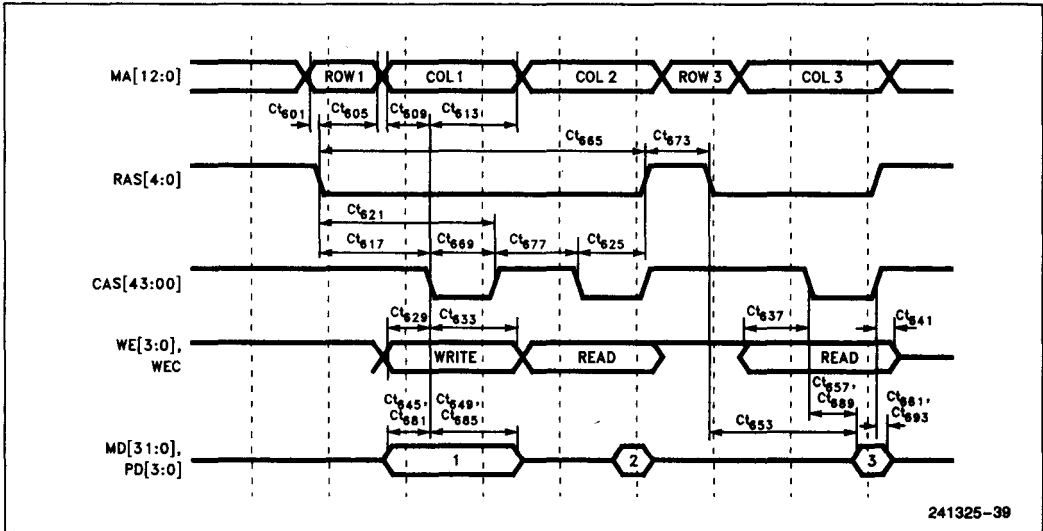 MA[12:0]
ROW 1
COL 1
COL 2
ROW 3
COL 3
Ct601
Ct605
Ct609
Ct613
Ct665
Ct673
RAS[4:0]
Ct621
Ct617
Ct669
Ct677
Ct625
CAS[43:00]
Ct629
Ct633
Ct637
Ct641
WE[3:0],
WEC
WRITE
READ
READ
Ct645,
Ct681
Ct649,
Ct685
Ct657,
Ct689
Ct661,
Ct693
Ct653
MD[31:0],
PD[3:0]
1
2
3
241325-39